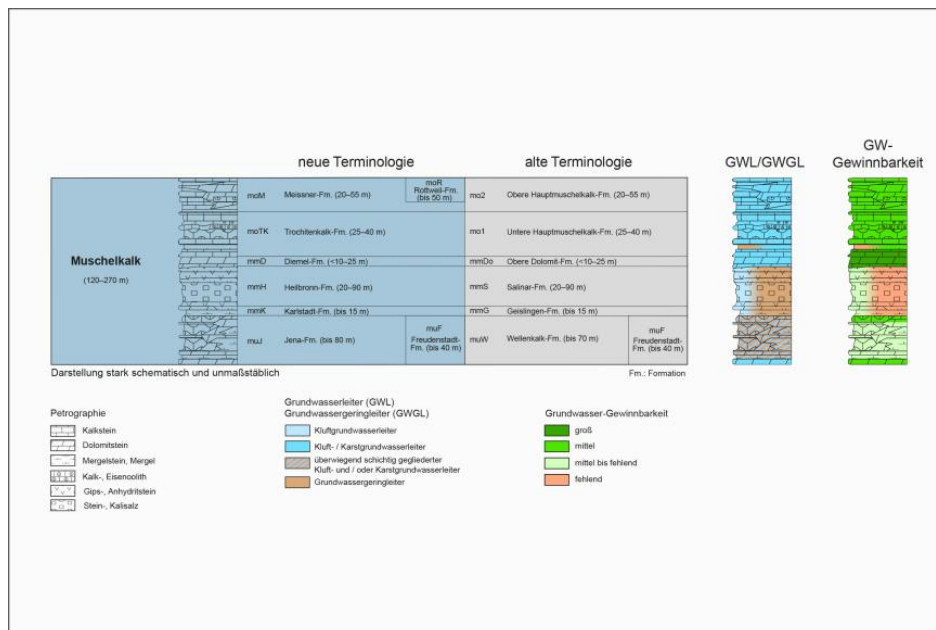 neue Terminologie
alte Terminologie
GWL/GWGL
GW-
Gewinnbarkeit
Muschelkalk
(120–270 m)
moM
Meissner-Fm. (20–55 m)
moR
Rottweil-Fm.
(bis 50 m)
mo2
Obere Hauptmuschelkalk-Fm. (20–55 m)
moTK
Trochitenkalk-Fm. (25–40 m)
mo1
Untere Hauptmuschelkalk-Fm. (25–40 m)
mmD
Diemel-Fm. (<10–25 m)
mmDo
Obere Dolomit-Fm. (<10–25 m)
mmH
Heilbronn-Fm. (20–90 m)
mmS
Salinar-Fm. (20–90 m)
mmK
Karlstadt-Fm. (bis 15 m)
mmG
Geislingen-Fm. (bis 15 m)
muJ
Jena-Fm. (bis 80 m)
muF
Freudenstadt-
Fm. (bis 40 m)
muW
Wellenkalk-Fm. (bis 70 m)
muF
Freudenstadt-
Fm. (bis 40 m)
Darstellung stark schematisch und unmaßstäblich
Fm.: Formation
Petrographie
Kalkstein
Dolomitstein
Mergelstein, Mergel
Kalk-, Eisenoolith
Gips-, Anhydritstein
Stein-, Kalisalz
Grundwasserleiter (GWL)
Grundwassergeringleiter (GWGL)
Kluftgrundwasserleiter
Kluft- / Karstgrundwasserleiter
überwiegend schichtig gegliederter
Kluft- und / oder Karstgrundwasserleiter
Grundwassergeringleiter
Grundwasser-Gewinnbarkeit
groß
mittel
mittel bis fehlend
fehlend